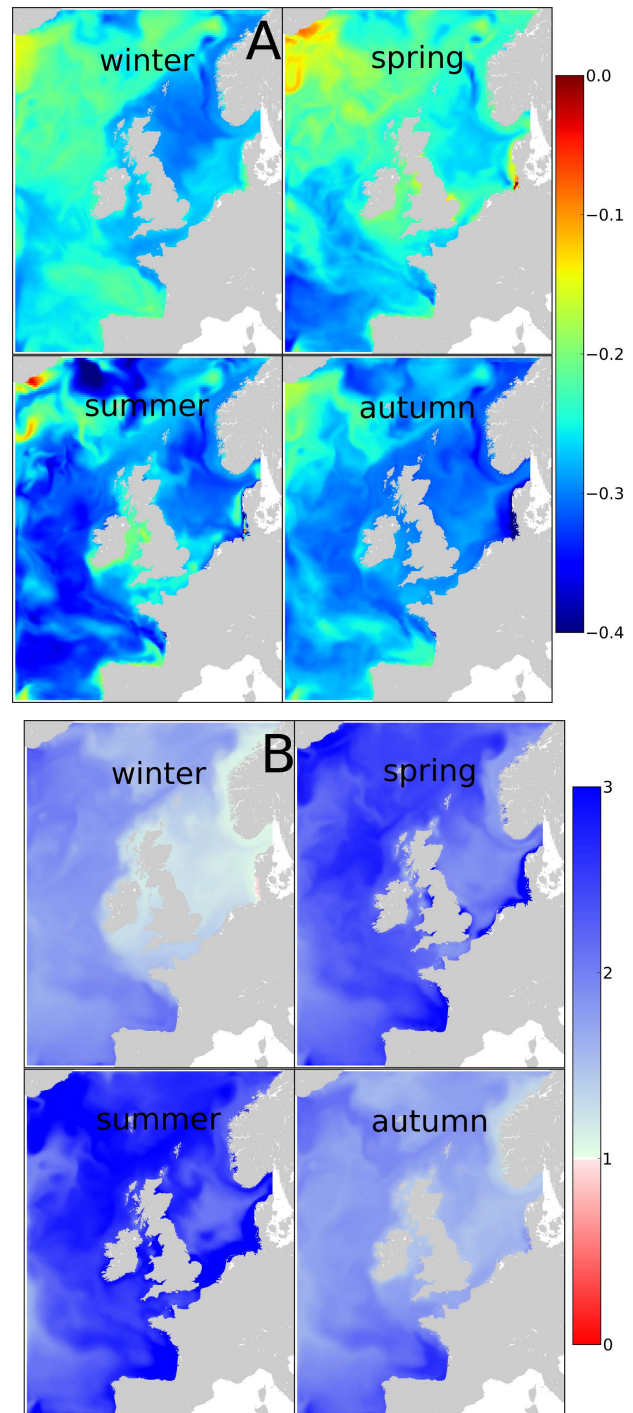 A
winter
spring
summer
autumn
0.0
−0.1
−0.2
−0.3
−0.4
B
winter
spring
summer
autumn
3
2
1
0